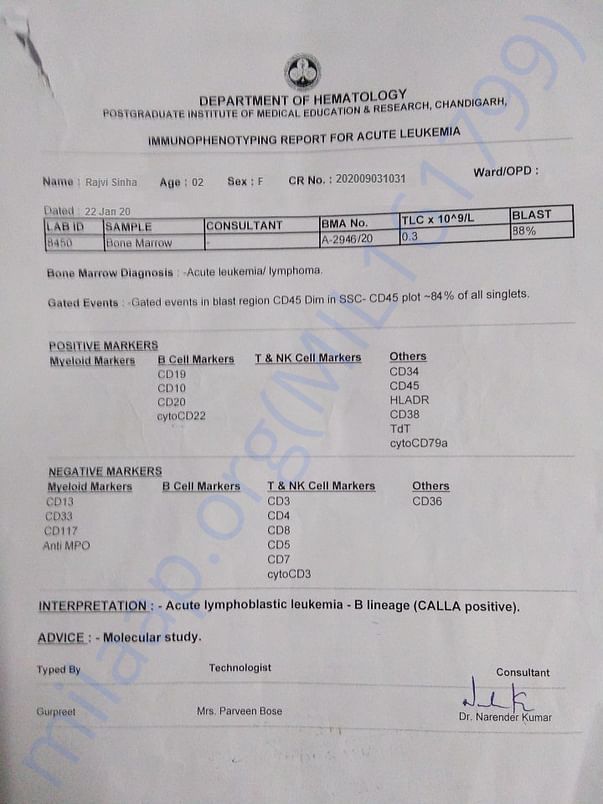 DEPARTMENT OF HEMATOLOGY
POSTGRADUATE INSTITUTE OF MEDICAL EDUCATION & RESEARCH, CHANDIGARH,
IMMUNOPHENOTYPING REPORT FOR ACUTE LEUKEMIA
Name : Rajvi Sinha Age : 02 Sex : F CR No. : 202009031031 Ward/OPD :
Dated : 22 Jan 20
LAB ID SAMPLE CONSULTANT BMA No. TLC x 10^9/L BLAST
8450 Bone Marrow - A-2946/20 0.3 88%
Bone Marrow Diagnosis : -Acute leukemia/ lymphoma.
Gated Events : -Gated events in blast region CD45 Dim in SSC- CD45 plot ~84% of all singlets.
POSITIVE MARKERS
Myeloid Markers B Cell Markers T & NK Cell Markers Others
CD19 CD34
CD10 CD45
CD20 HLADR
cytoCD22 CD38
TdT
cytoCD79a
NEGATIVE MARKERS
Myeloid Markers B Cell Markers T & NK Cell Markers Others
CD13 CD3 CD36
CD33 CD4
CD117 CD8
Anti MPO CD5
CD7
cytoCD3
INTERPRETATION : - Acute lymphoblastic leukemia - B lineage (CALLA positive).
ADVICE : - Molecular study.
Typed By Technologist Consultant
Gurpreet Mrs. Parveen Bose Dr. Narender Kumar
milaap.org(MIL161799)